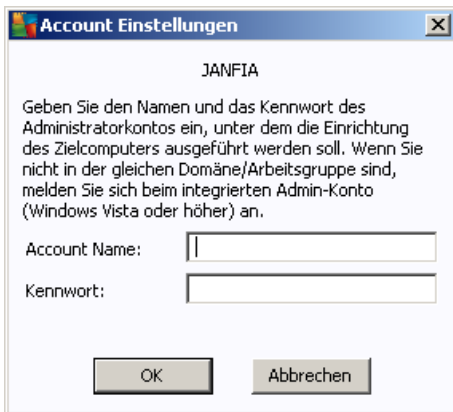 Account Einstellungen
JANFIA
Geben Sie den Namen und das Kennwort des
Administratorkontos ein, unter dem die Einrichtung
des Zielcomputers ausgeführt werden soll. Wenn Sie
nicht in der gleichen Domäne/Arbeitsgruppe sind,
melden Sie sich beim integrierten Admin-Konto
(Windows Vista oder höher) an.
Account Name:
Kennwort:
OK Abbrechen